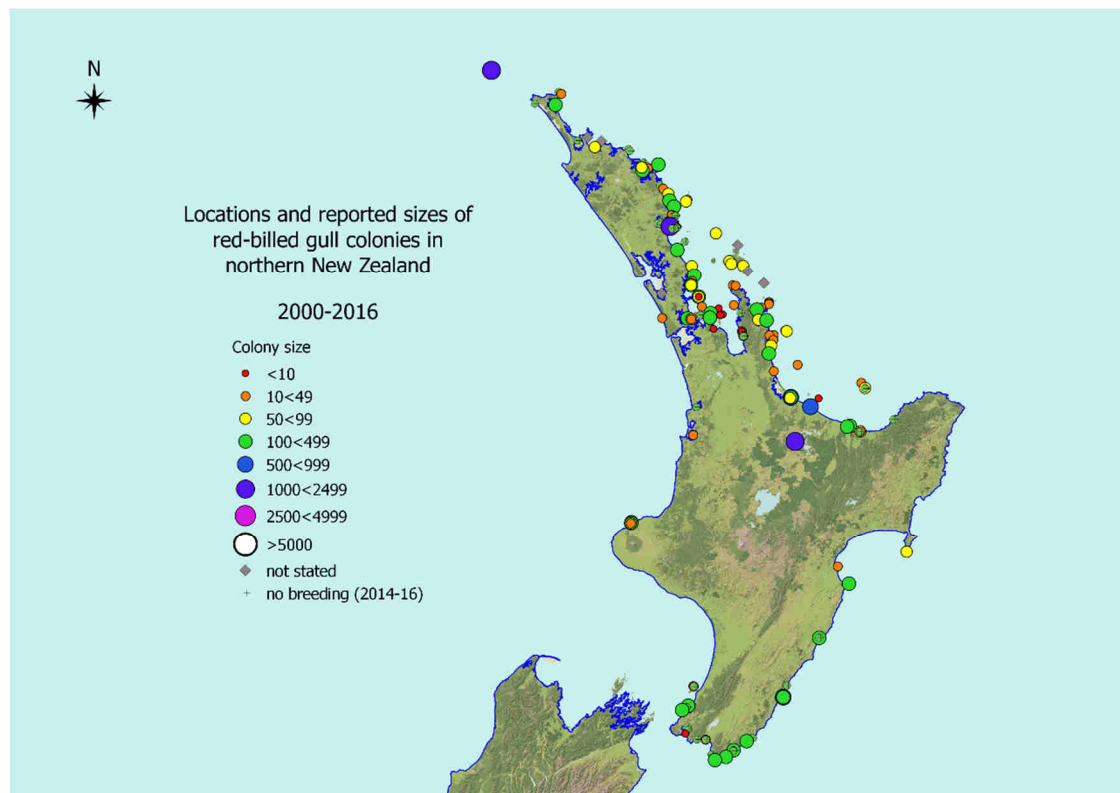 N
Locations and reported sizes of
red-billed gull colonies in
northern New Zealand
2000-2016
Colony size
<10
10<49
50<99
100<499
500<999
1000<2499
2500<4999
>5000
not stated
no breeding (2014-16)